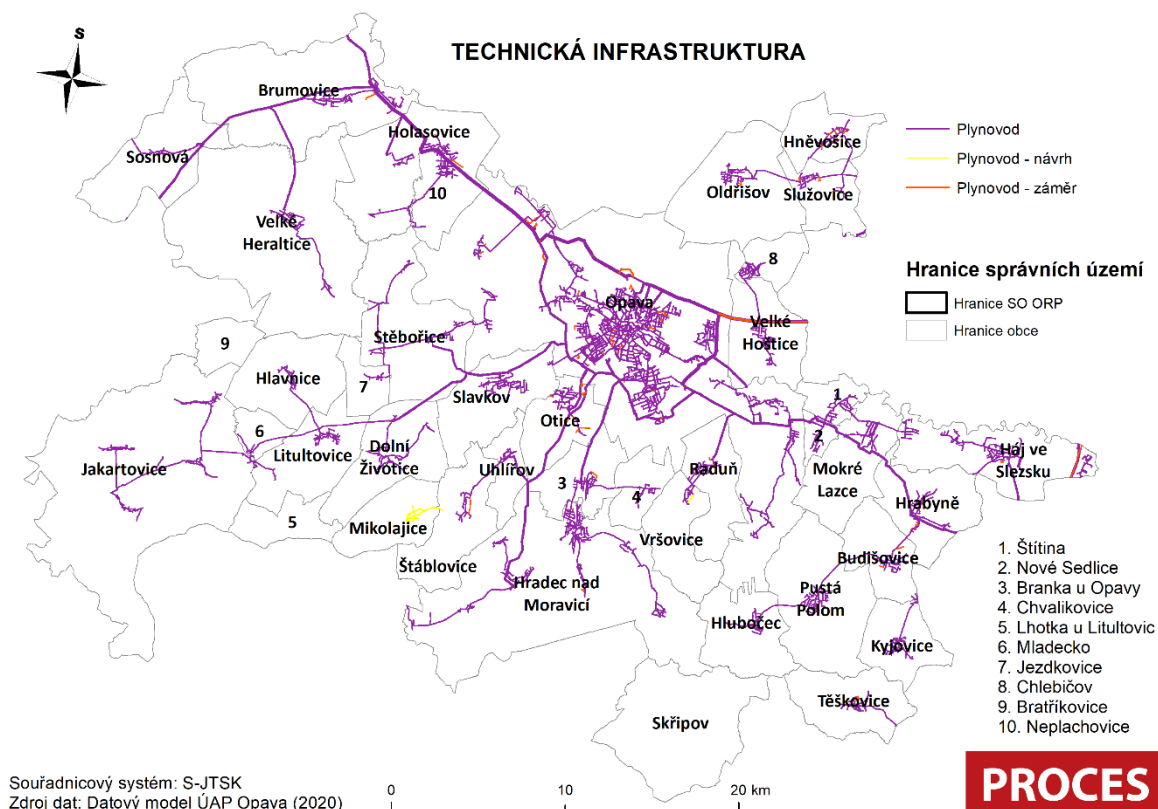 S
TECHNICKÁ INFRASTRUKTURA
Brumovice
Sosnová
Holasovice
10
Velké
Heraltice
Hněvošice
Oldřišov
Služovice
Plynovod
Plynovod - návrh
Plynovod - záměr
Hranice správních území
Hranice SO ORP
Hranice obce
8
Opava
Velké
Hoštice
Stěbořice
9
Hlavnice
7
Slavkov
Otice
1
2
6
Litultovice
Dolní
Životice
Jakartovice
Uhlířov
3
4
Raduň
Mokré
Lazce
Háj ve
Slezsku
Hrabyně
5
Mikolajice
Štáblovice
Vršovice
Hradec nad
Moravicí
Budišovice
Pustá
Polom
Hlubočec
Kyjovice
Těškovice
Skřipov
1. Štítina
2. Nové Sedlice
3. Branka u Opavy
4. Chvalikovice
5. Lhotka u Litultovic
6. Mladecko
7. Jezdkovice
8. Chlebičov
9. Bratříkovice
10. Neplachovice
Souřadnicový systém: S-JTSK
Zdroj dat: Datový model ÚAP Opava (2020)
0 10 20 km
PROCES